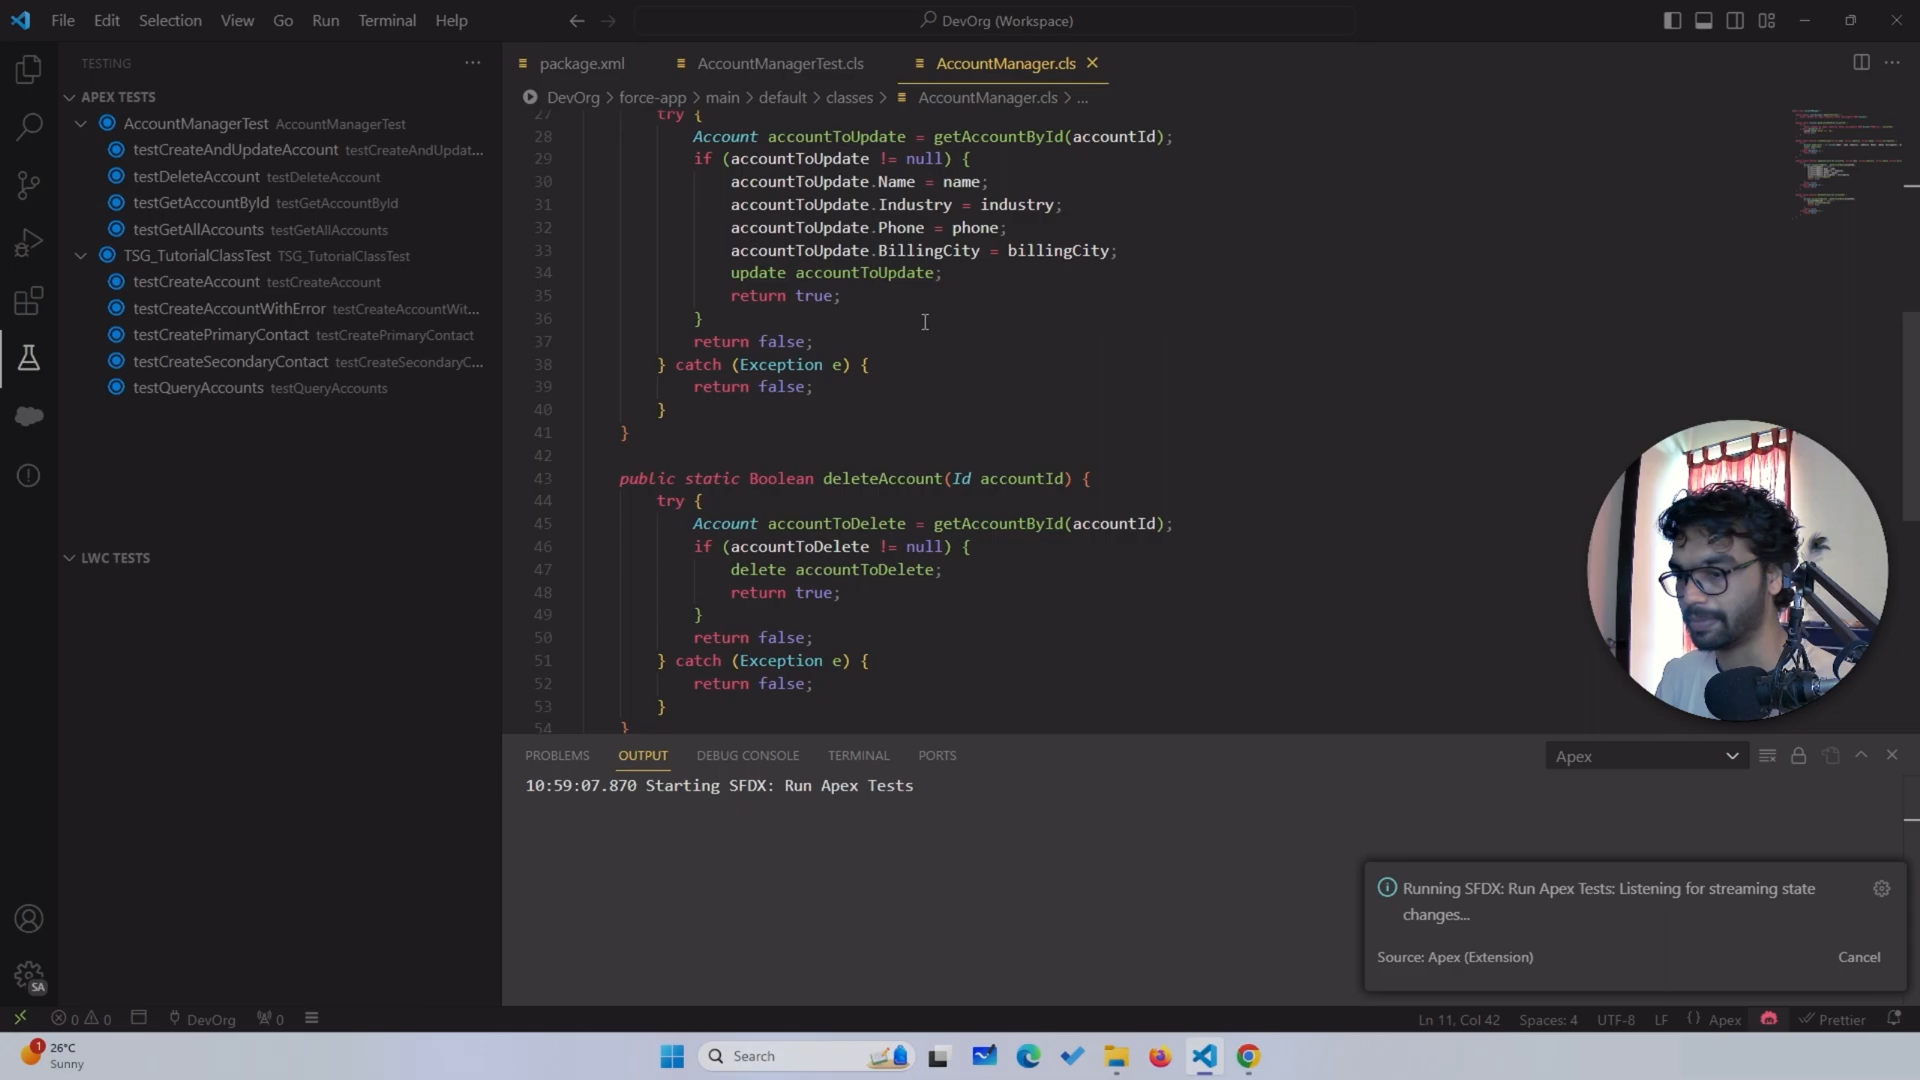 File Edit Selection View Go Run Terminal Help
DevOrg (Workspace)
TESTING
APEX TESTS
AccountManagerTest AccountManagerTest
testCreateAndUpdateAccount testCreateAndUpdat...
testDeleteAccount testDeleteAccount
testGetAccountById testGetAccountById
testGetAllAccounts testGetAllAccounts
TSG_TutorialClassTest TSG_TutorialClassTest
testCreateAccount testCreateAccount
testCreateAccountWithError testCreateAccountWit...
testCreatePrimaryContact testCreatePrimaryContact
testCreateSecondaryContact testCreateSecondaryC...
testQueryAccounts testQueryAccounts
LWC TESTS
package.xml AccountManagerTest.cls AccountManager.cls
DevOrg > force-app > main > default > classes > AccountManager.cls > ...
27 try {
28 Account accountToUpdate = getAccountById(accountId);
29 if (accountToUpdate != null) {
30 accountToUpdate.Name = name;
31 accountToUpdate.Industry = industry;
32 accountToUpdate.Phone = phone;
33 accountToUpdate.BillingCity = billingCity;
34 update accountToUpdate;
35 return true;
36 }
37 return false;
38 } catch (Exception e) {
39 return false;
40 }
41 }
42
43 public static Boolean deleteAccount(Id accountId) {
44 try {
45 Account accountToDelete = getAccountById(accountId);
46 if (accountToDelete != null) {
47 delete accountToDelete;
48 return true;
49 }
50 return false;
51 } catch (Exception e) {
52 return false;
53 }
54 }
PROBLEMS OUTPUT DEBUG CONSOLE TERMINAL PORTS
Apex
10:59:07.870 Starting SFDX: Run Apex Tests
Running SFDX: Run Apex Tests: Listening for streaming state
changes...
Source: Apex (Extension) Cancel
SA
0 0 DevOrg 0
Ln 11, Col 42 Spaces: 4 UTF-8 LF {} Apex Prettier
1
26°C
Sunny
Search